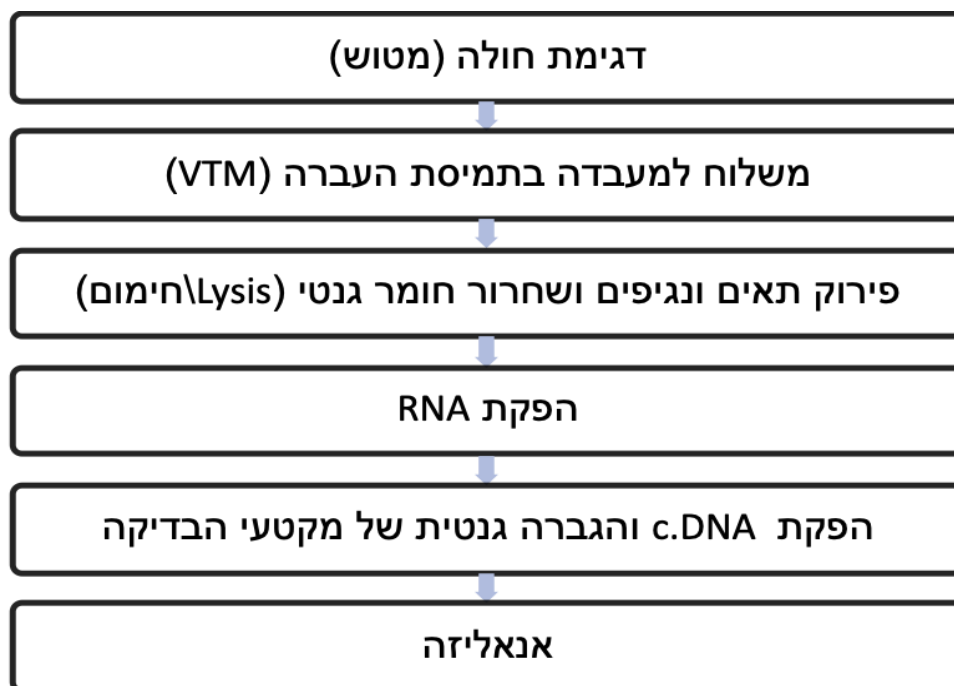 דגימת חולה (מטוש)
משלוח למעבדה בתמיסת העברה (VTM)
פירוק תאים ונגיפים ושחרור חומר גנטי (Lysis\חימום)
הפקת RNA
הפקת c.DNA והגברה גנטית של מקטעי הבדיקה
אנאליזה